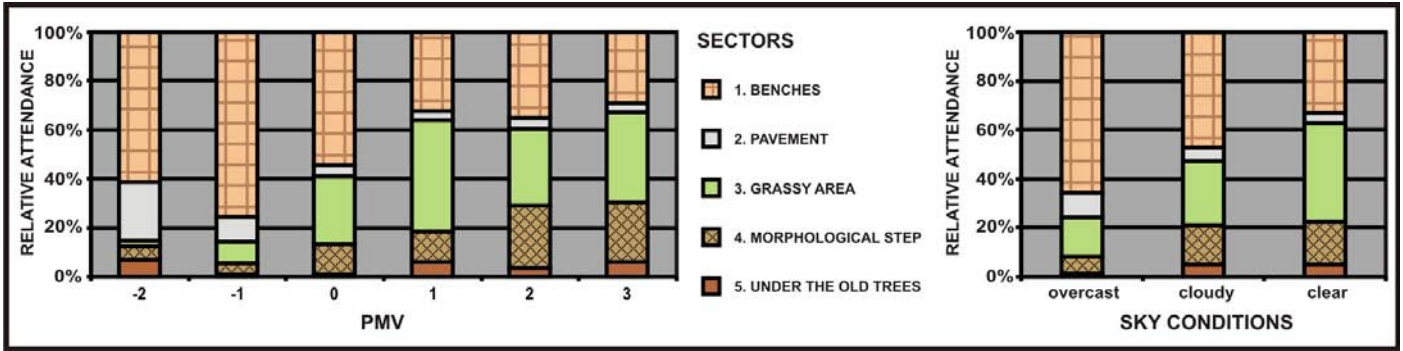 RELATIVE ATTENDANCE
100%
80%
60%
40%
20%
0%
-2 -1 0 1 2 3
PMV
SECTORS
1. BENCHES
2. PAVEMENT
3. GRASSY AREA
4. MORPHOLOGICAL STEP
5. UNDER THE OLD TREES
RELATIVE ATTENDANCE
100%
80%
60%
40%
20%
0%
overcast cloudy clear
SKY CONDITIONS